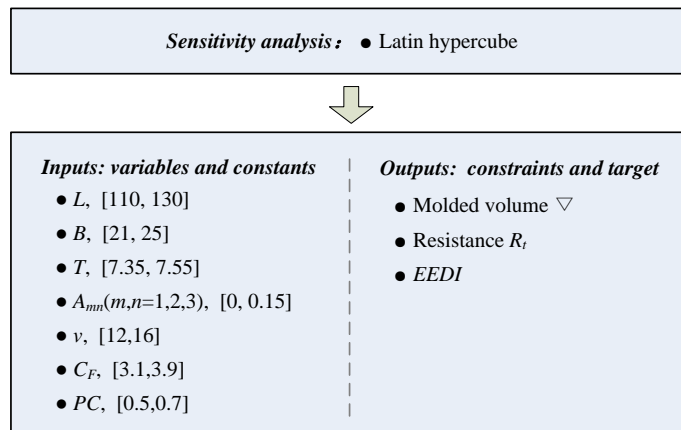 Sensitivity analysis: ● Latin hypercube
Inputs: variables and constants
● L, [110, 130]
● B, [21, 25]
● T, [7.35, 7.55]
● Amn(m,n=1,2,3), [0, 0.15]
● v, [12,16]
● CF, [3.1,3.9]
● PC, [0.5,0.7]
Outputs: constraints and target
● Molded volume ▽
● Resistance Rt
● EEDI